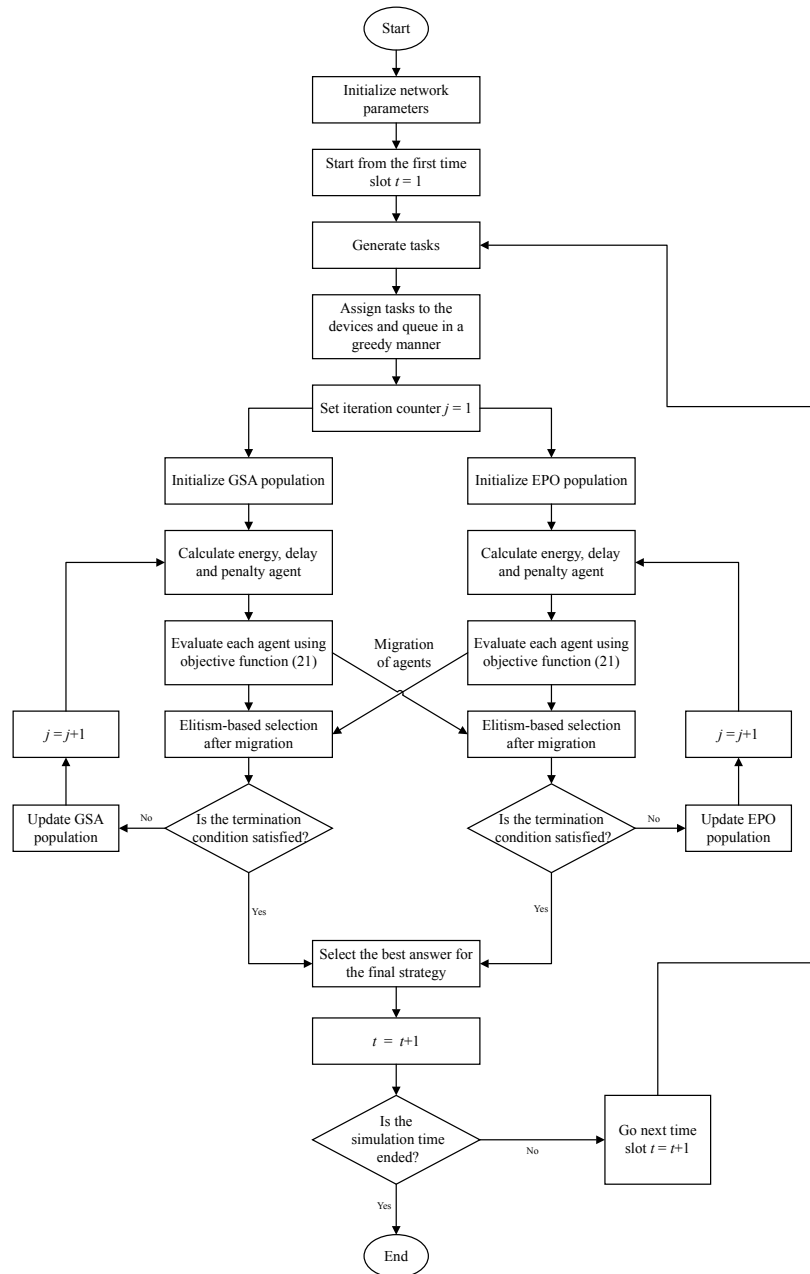 Start
Initialize network
parameters
Start from the first time
slot t = 1
Generate tasks
Assign tasks to the
devices and queue in a
greedy manner
Set iteration counter j = 1
Initialize GSA population
Initialize EPO population
Calculate energy, delay
and penalty agent
Calculate energy, delay
and penalty agent
Evaluate each agent using
objective function (21)
Migration
of agents
Evaluate each agent using
objective function (21)
j = j+1
Elitism-based selection
after migration
Elitism-based selection
after migration
j = j+1
Update GSA
population
No
Is the termination
condition satisfied?
Is the termination
condition satisfied?
No
Update EPO
population
Yes
Yes
Select the best answer for
the final strategy
t = t+1
Is the
simulation time
ended?
No
Go next time
slot t = t+1
Yes
End